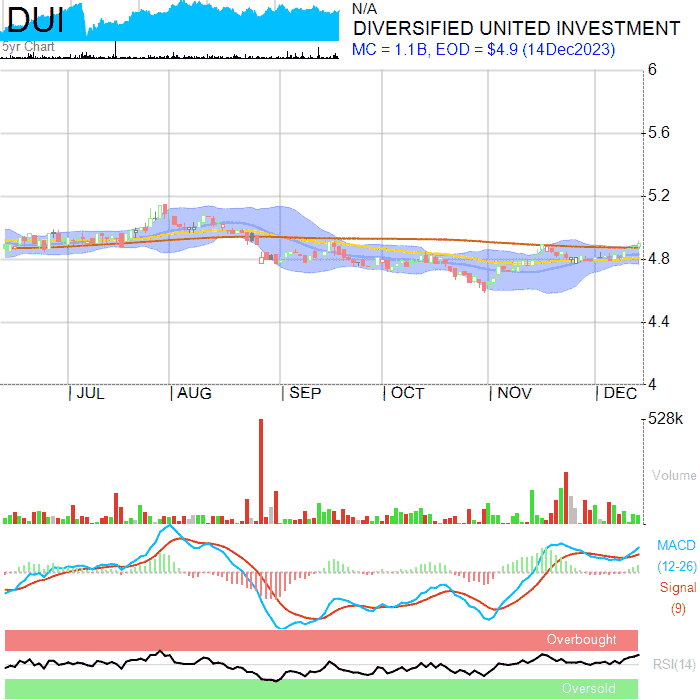 DUI
5yr Chart
N/A
DIVERSIFIED UNITED INVESTMENT
MC = 1.1B, EOD = $4.9 (14Dec2023)
6
5.6
5.2
4.8
4.4
4
JUL AUG SEP OCT NOV DEC
528k
Volume
MACD
(12-26)
Signal
(9)
Overbought
RSI(14)
Oversold